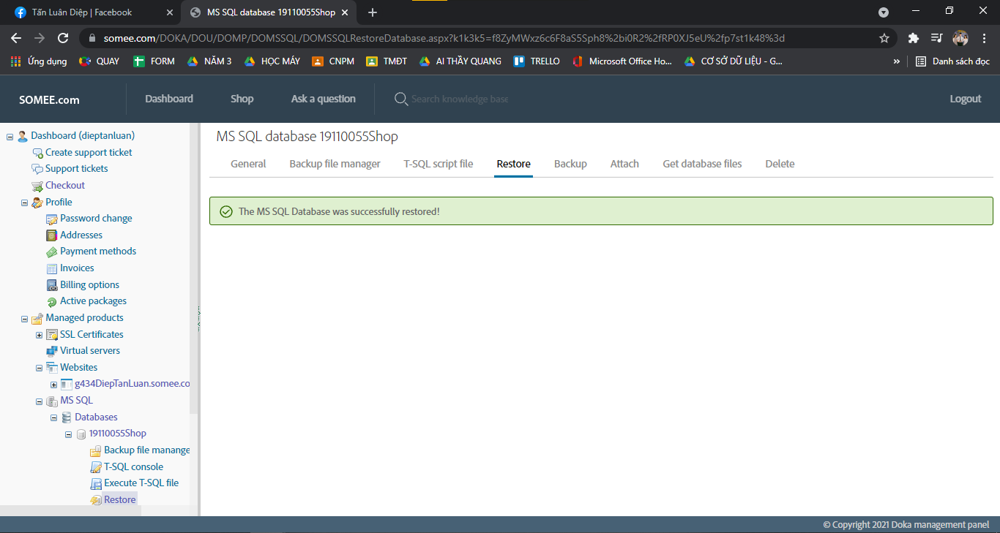 Tấn Luân Diệp | Facebook
MS SQL database 19110055Shop
somee.com/DOKA/DOU/DOMP/DOMSSQL/DOMSSQLRestoreDatabase.aspx?k1k3k5=f8ZyMWxz6c6F8aS5Sph8%2bi0R2%2fRP0XJ5eU%2fp7st1k48%3d
Ứng dụng QUAY FORM NĂM 3 HỌC MÁY CNPM TMĐT AI THẦY QUANG TRELLO Microsoft Office Ho... CƠ SỞ DỮ LIỆU - G... » Danh sách đọc
SOMEE.com Dashboard Shop Ask a question Search knowledge base Logout
Dashboard (dieptanluan)
Create support ticket
Support tickets
Checkout
Profile
Password change
Addresses
Payment methods
Invoices
Billing options
Active packages
Managed products
SSL Certificates
Virtual servers
Websites
g434DiepTanLuan.somee.co
MS SQL
Databases
19110055Shop
Backup file manange
T-SQL console
Execute T-SQL file
Restore
MS SQL database 19110055Shop
General Backup file manager T-SQL script file Restore Backup Attach Get database files Delete
The MS SQL Database was successfully restored!
© Copyright 2021 Doka management panel